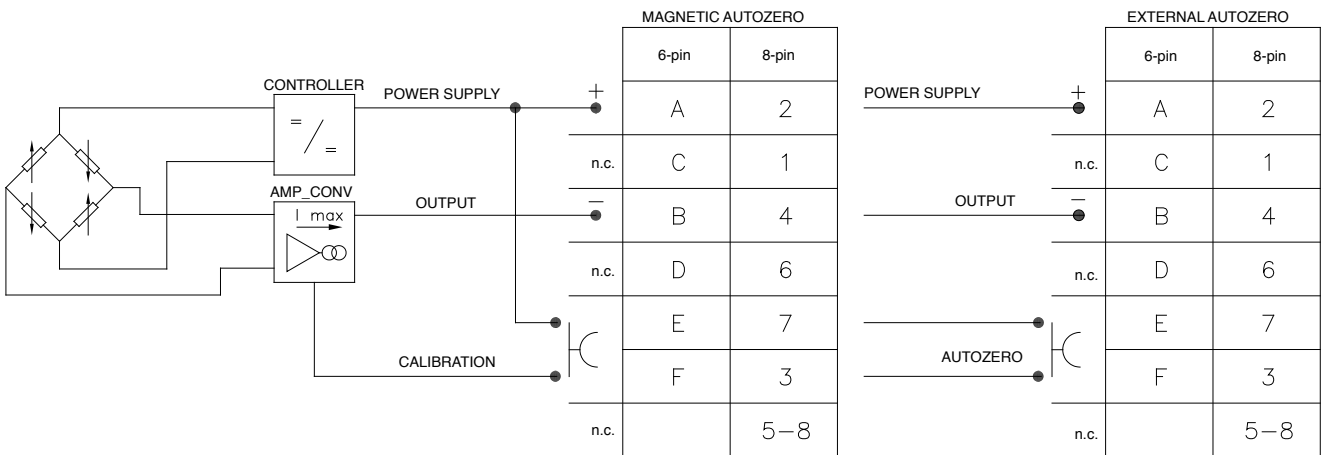 MAGNETIC AUTOZERO
EXTERNAL AUTOZERO
6-pin 8-pin
6-pin 8-pin
CONTROLLER
= / =
POWER SUPPLY
+ A 2
POWER SUPPLY
+ A 2
n.c. C 1
n.c. C 1
AMP_CONV
I max
OUTPUT
− B 4
OUTPUT
− B 4
n.c. D 6
n.c. D 6
E 7
E 7
CALIBRATION
F 3
AUTOZERO
F 3
n.c. 5-8
n.c. 5-8